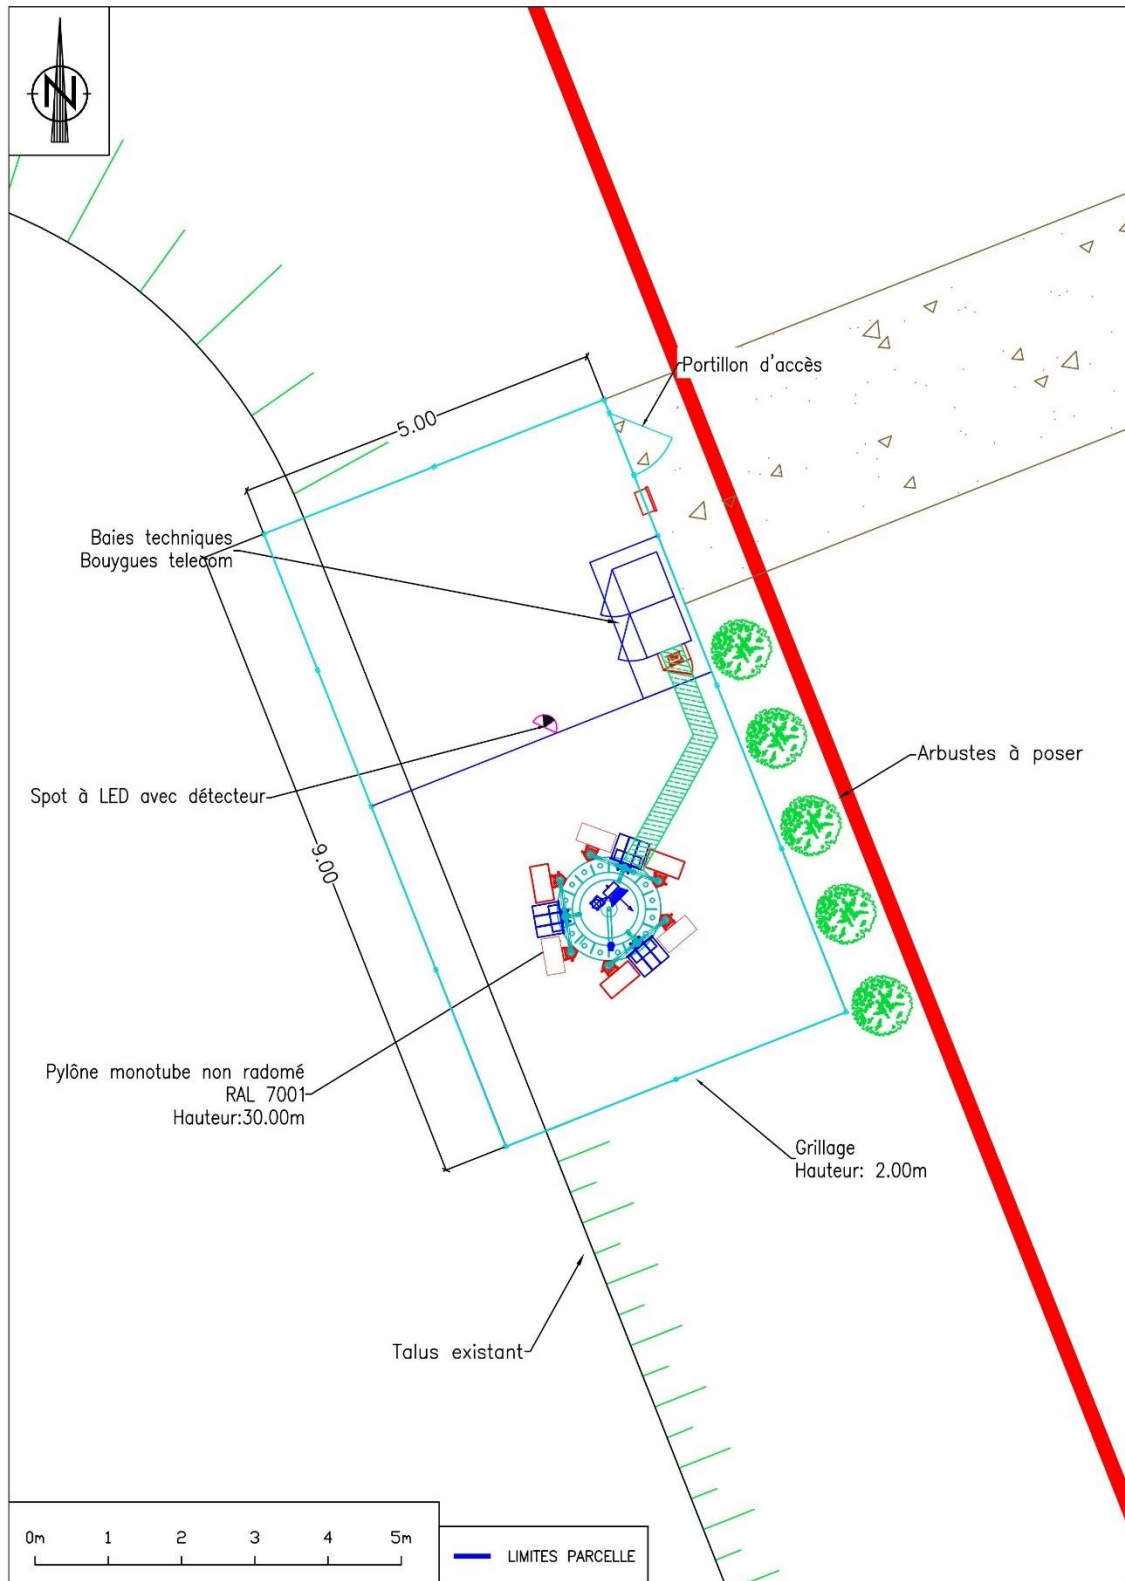 N
Portillon d'accès
5.00
Baies techniques
Bouygues telecom
Arbustes à poser
Spot à LED avec détecteur
9.00
Pylône monotube non radomé
RAL 7001
Hauteur:30.00m
Grillage
Hauteur: 2.00m
Talus existant
0m 1 2 3 4 5m
LIMITES PARCELLE